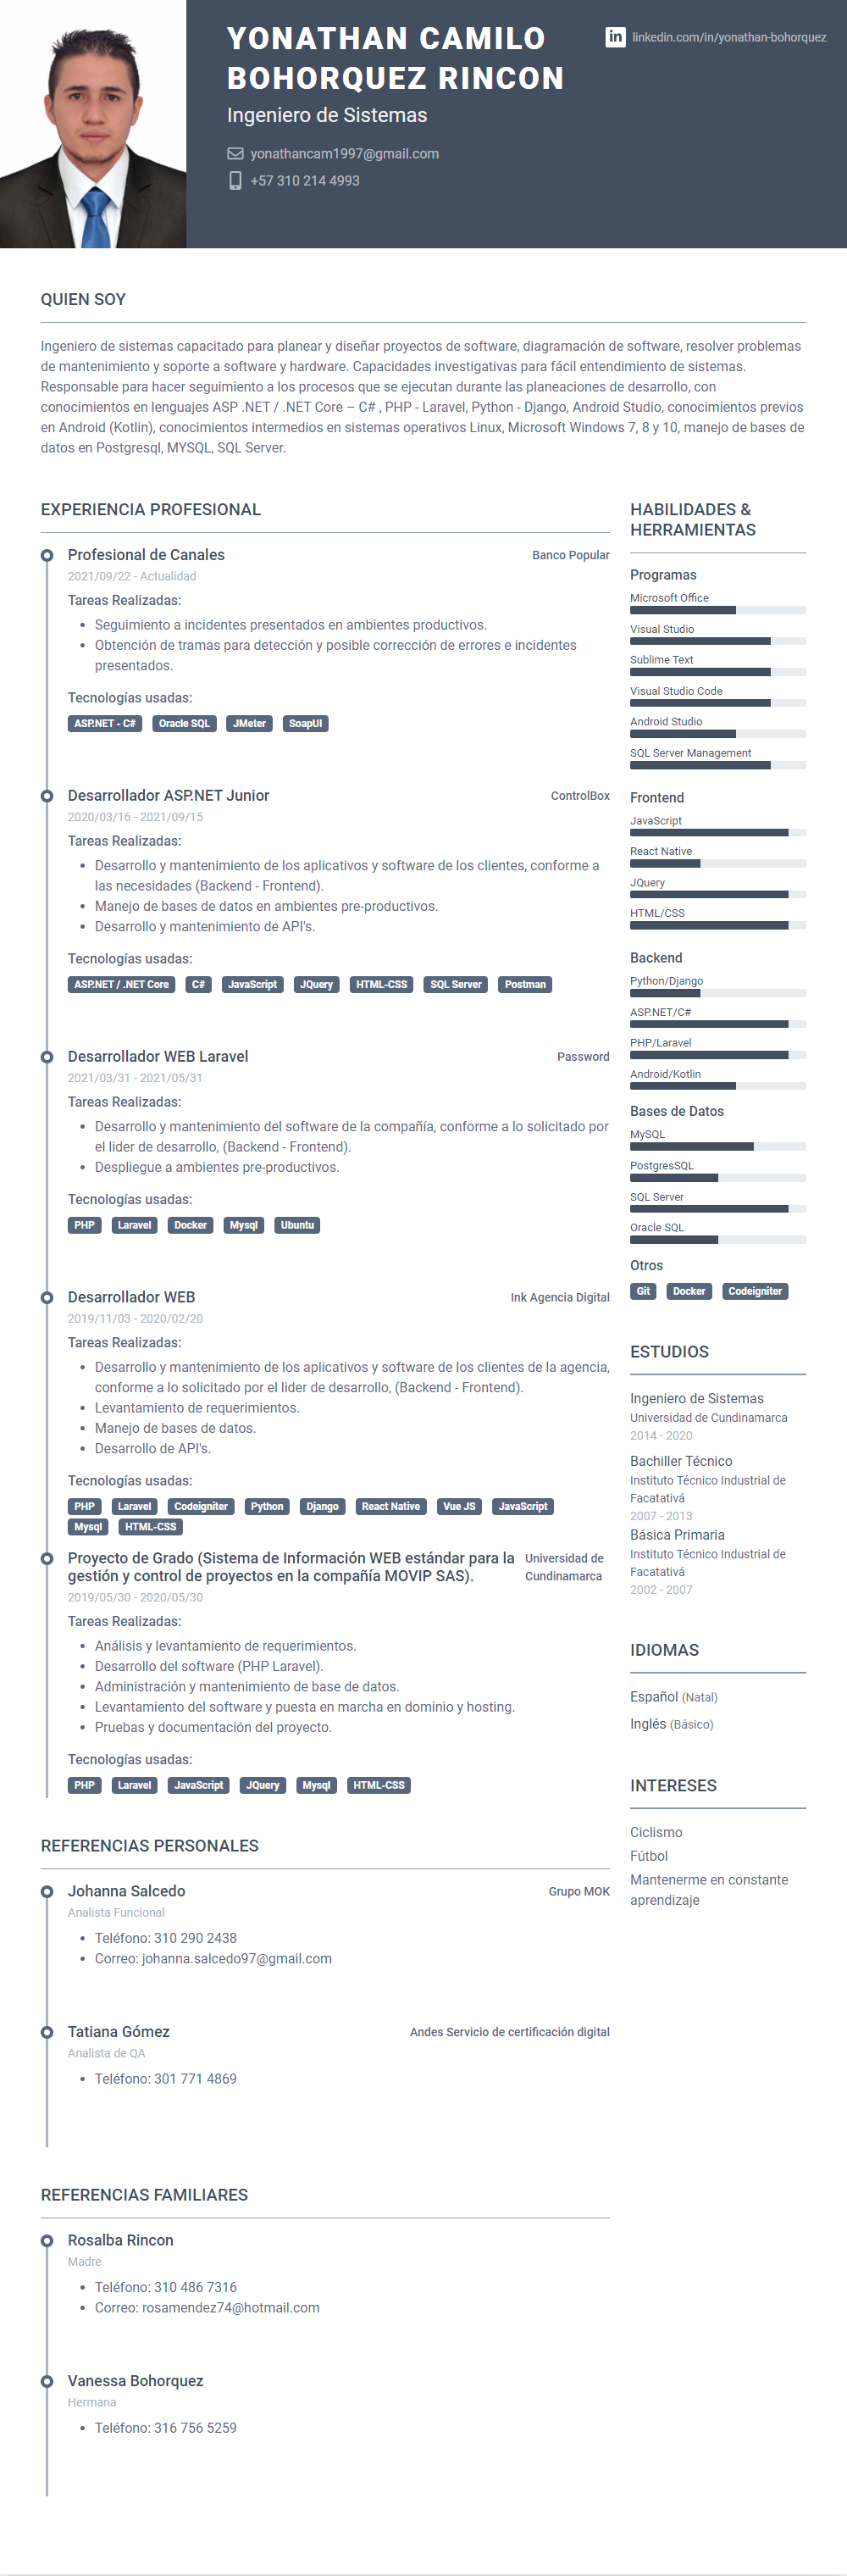 YONATHAN CAMILO
BOHORQUEZ RINCON
Ingeniero de Sistemas
yonathancam1997@gmail.com
+57 310 214 4993
linkedin.com/in/yonathan-bohorquez
QUIEN SOY
Ingeniero de sistemas capacitado para planear y diseñar proyectos de software, diagramación de software, resolver problemas
de mantenimiento y soporte a software y hardware. Capacidades investigativas para fácil entendimiento de sistemas.
Responsable para hacer seguimiento a los procesos que se ejecutan durante las planeaciones de desarrollo, con
conocimientos en lenguajes ASP .NET / .NET Core – C# , PHP - Laravel, Python - Django, Android Studio, conocimientos previos
en Android (Kotlin), conocimientos intermedios en sistemas operativos Linux, Microsoft Windows 7, 8 y 10, manejo de bases de
datos en Postgresql, MYSQL, SQL Server.
EXPERIENCIA PROFESIONAL
Profesional de Canales Banco Popular
2021/09/22 - Actualidad
Tareas Realizadas:
• Seguimiento a incidentes presentados en ambientes productivos.
• Obtención de tramas para detección y posible corrección de errores e incidentes
presentados.
Tecnologías usadas:
ASP.NET - C# Oracle SQL JMeter SoapUI
Desarrollador ASP.NET Junior ControlBox
2020/03/16 - 2021/09/15
Tareas Realizadas:
• Desarrollo y mantenimiento de los aplicativos y software de los clientes, conforme a
las necesidades (Backend - Frontend).
• Manejo de bases de datos en ambientes pre-productivos.
• Desarrollo y mantenimiento de API's.
Tecnologías usadas:
ASP.NET / .NET Core C# JavaScript JQuery HTML-CSS SQL Server Postman
Desarrollador WEB Laravel Password
2021/03/31 - 2021/05/31
Tareas Realizadas:
• Desarrollo y mantenimiento del software de la compañía, conforme a lo solicitado por
el lider de desarrollo, (Backend - Frontend).
• Despliegue a ambientes pre-productivos.
Tecnologías usadas:
PHP Laravel Docker Mysql Ubuntu
Desarrollador WEB Ink Agencia Digital
2019/11/03 - 2020/02/20
Tareas Realizadas:
• Desarrollo y mantenimiento de los aplicativos y software de los clientes de la agencia,
conforme a lo solicitado por el lider de desarrollo, (Backend - Frontend).
• Levantamiento de requerimientos.
• Manejo de bases de datos.
• Desarrollo de API's.
Tecnologías usadas:
PHP Laravel Codeigniter Python Django React Native Vue JS JavaScript
Mysql HTML-CSS
Proyecto de Grado (Sistema de Información WEB estándar para la Universidad de
gestión y control de proyectos en la compañía MOVIP SAS). Cundinamarca
2019/05/30 - 2020/05/30
Tareas Realizadas:
• Análisis y levantamiento de requerimientos.
• Desarrollo del software (PHP Laravel).
• Administración y mantenimiento de base de datos.
• Levantamiento del software y puesta en marcha en dominio y hosting.
• Pruebas y documentación del proyecto.
Tecnologías usadas:
PHP Laravel JavaScript JQuery Mysql HTML-CSS
REFERENCIAS PERSONALES
Johanna Salcedo Grupo MOK
Analista Funcional
• Teléfono: 310 290 2438
• Correo: johanna.salcedo97@gmail.com
Tatiana Gómez Andes Servicio de certificación digital
Analista de QA
• Teléfono: 301 771 4869
REFERENCIAS FAMILIARES
Rosalba Rincon
Madre
• Teléfono: 310 486 7316
• Correo: rosamendez74@hotmail.com
Vanessa Bohorquez
Hermana
• Teléfono: 316 756 5259
HABILIDADES &
HERRAMIENTAS
Programas
Microsoft Office
Visual Studio
Sublime Text
Visual Studio Code
Android Studio
SQL Server Management
Frontend
JavaScript
React Native
JQuery
HTML/CSS
Backend
Python/Django
ASP.NET/C#
PHP/Laravel
Android/Kotlin
Bases de Datos
MySQL
PostgresSQL
SQL Server
Oracle SQL
Otros
Git Docker Codeigniter
ESTUDIOS
Ingeniero de Sistemas
Universidad de Cundinamarca
2014 - 2020
Bachiller Técnico
Instituto Técnico Industrial de
Facatativá
2007 - 2013
Básica Primaria
Instituto Técnico Industrial de
Facatativá
2002 - 2007
IDIOMAS
Español (Natal)
Inglés (Básico)
INTERESES
Ciclismo
Fútbol
Mantenerme en constante
aprendizaje